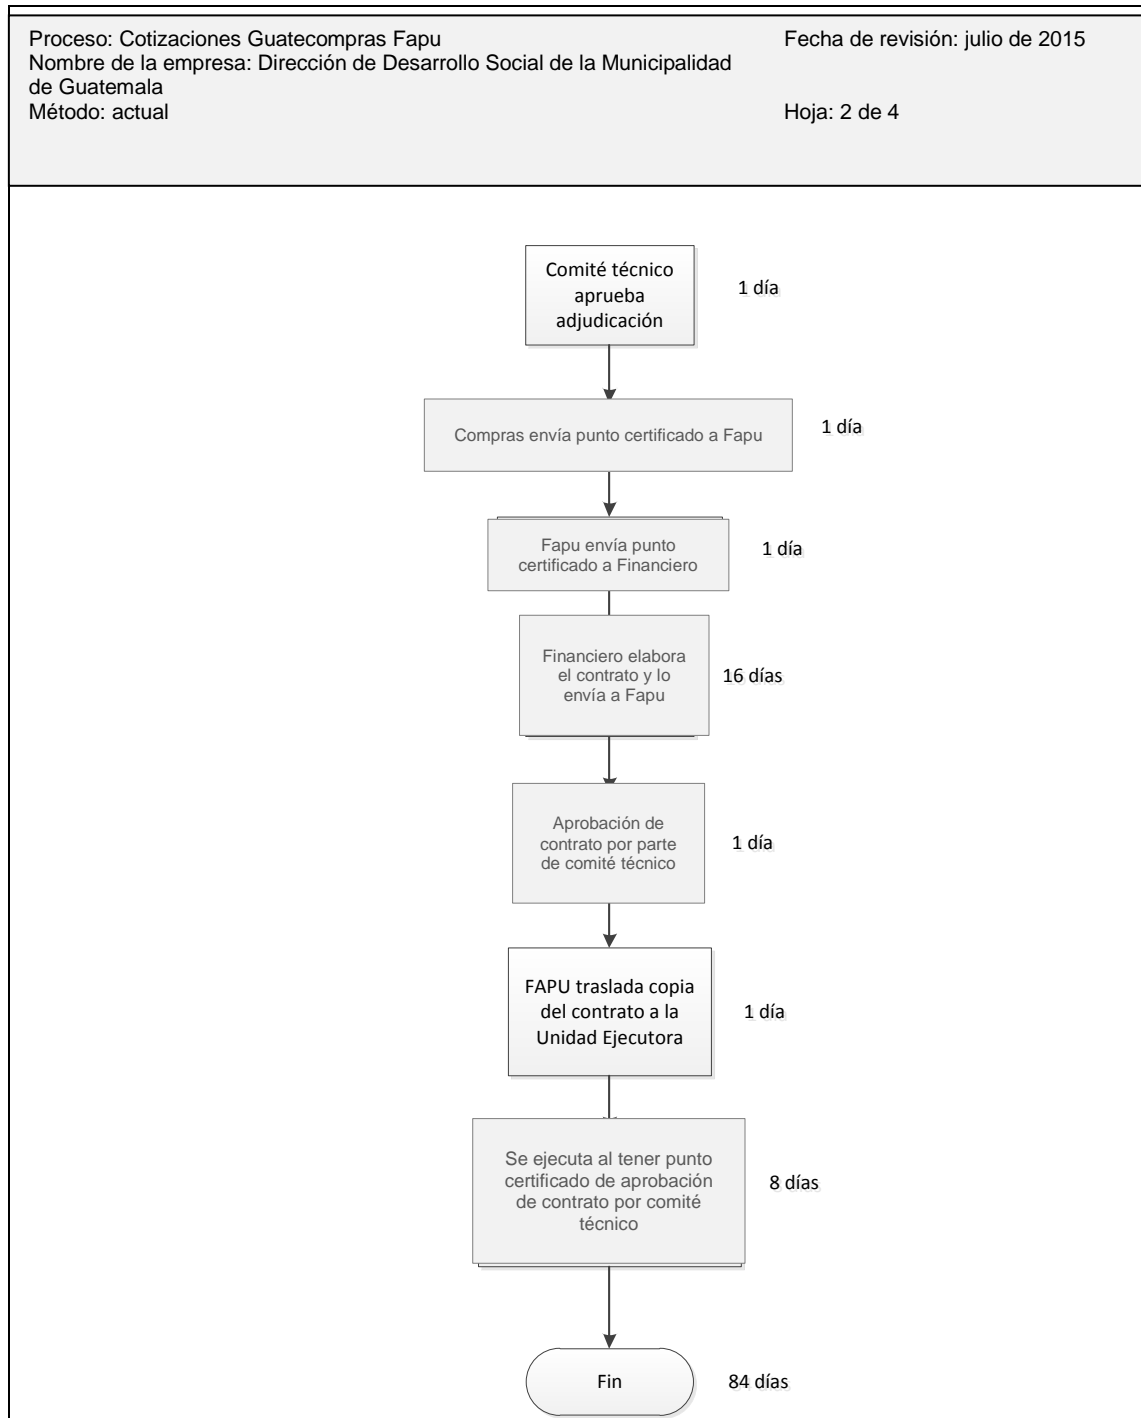 Proceso: Cotizaciones Guatecompras Fapu
Fecha de revisión: julio de 2015
Nombre de la empresa: Dirección de Desarrollo Social de la Municipalidad
de Guatemala
Método: actual
Hoja: 2 de 4
Comité técnico
aprueba
adjudicación
1 día
Compras envía punto certificado a Fapu
1 día
Fapu envía punto
certificado a Financiero
1 día
Financiero elabora
el contrato y lo
envía a Fapu
16 días
Aprobación de
contrato por parte
de comité técnico
1 día
FAPU traslada copia
del contrato a la
Unidad Ejecutora
1 día
Se ejecuta al tener punto
certificado de aprobación
de contrato por comité
técnico
8 días
Fin
84 días